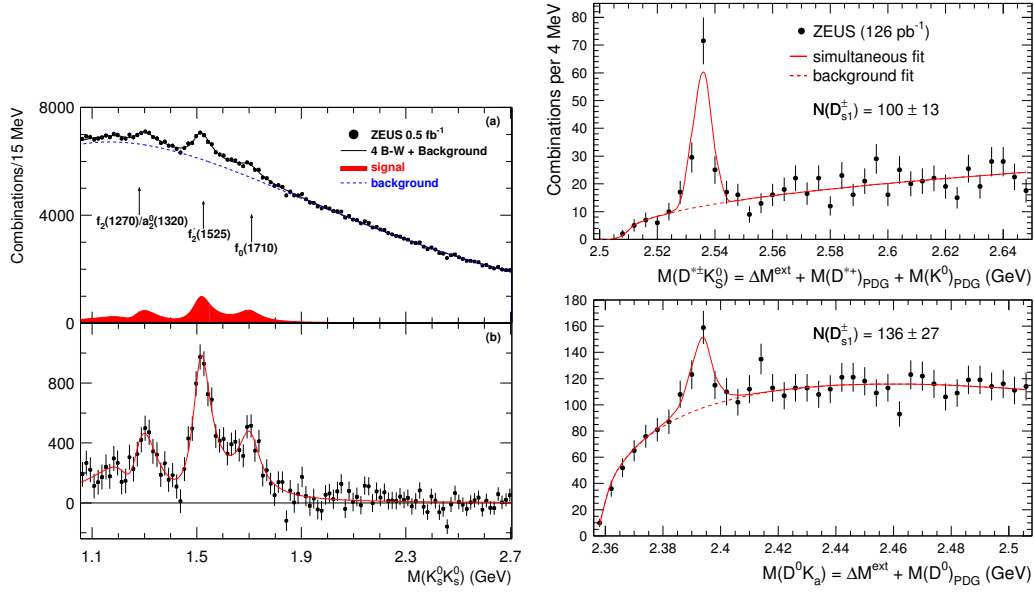 8000
6000
4000
2000
0
Combinations/15 MeV
(a)
ZEUS 0.5 fb⁻¹
4 B-W + Background
signal
background
f₂(1270)/a₂⁰(1320)
f₂′(1525)
f₀(1710)
(b)
800
400
0
1.1 1.5 1.9 2.3 2.7
M(K⁰ₛK⁰ₛ) (GeV)
Combinations per 4 MeV
80
70
60
50
40
30
20
10
0
ZEUS (126 pb⁻¹)
simultaneous fit
background fit
N(D±ₛ₁) = 100 ± 13
2.5 2.52 2.54 2.56 2.58 2.6 2.62 2.64
M(D*±K⁰S) = ΔMᵉˣᵗ + M(D*⁺)PDG + M(K⁰)PDG (GeV)
180
160
140
120
100
80
60
40
20
0
N(D±ₛ₁) = 136 ± 27
2.36 2.38 2.4 2.42 2.44 2.46 2.48 2.5
M(D⁰Kₐ) = ΔMᵉˣᵗ + M(D⁰)PDG (GeV)